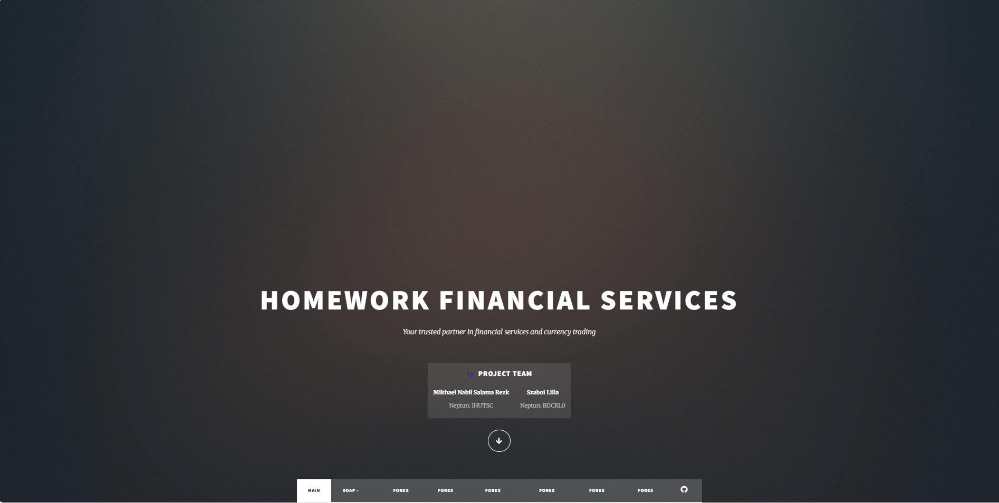 HOMEWORK FINANCIAL SERVICES
Your trusted partner in financial services and currency trading
PROJECT TEAM
Mikhael Nabil Salama Rezk Szaboi Lilla
Neptun: IHUTSC Neptun: BDCRL0
MAIN SOAP - FOREX FOREX FOREX FOREX FOREX FOREX